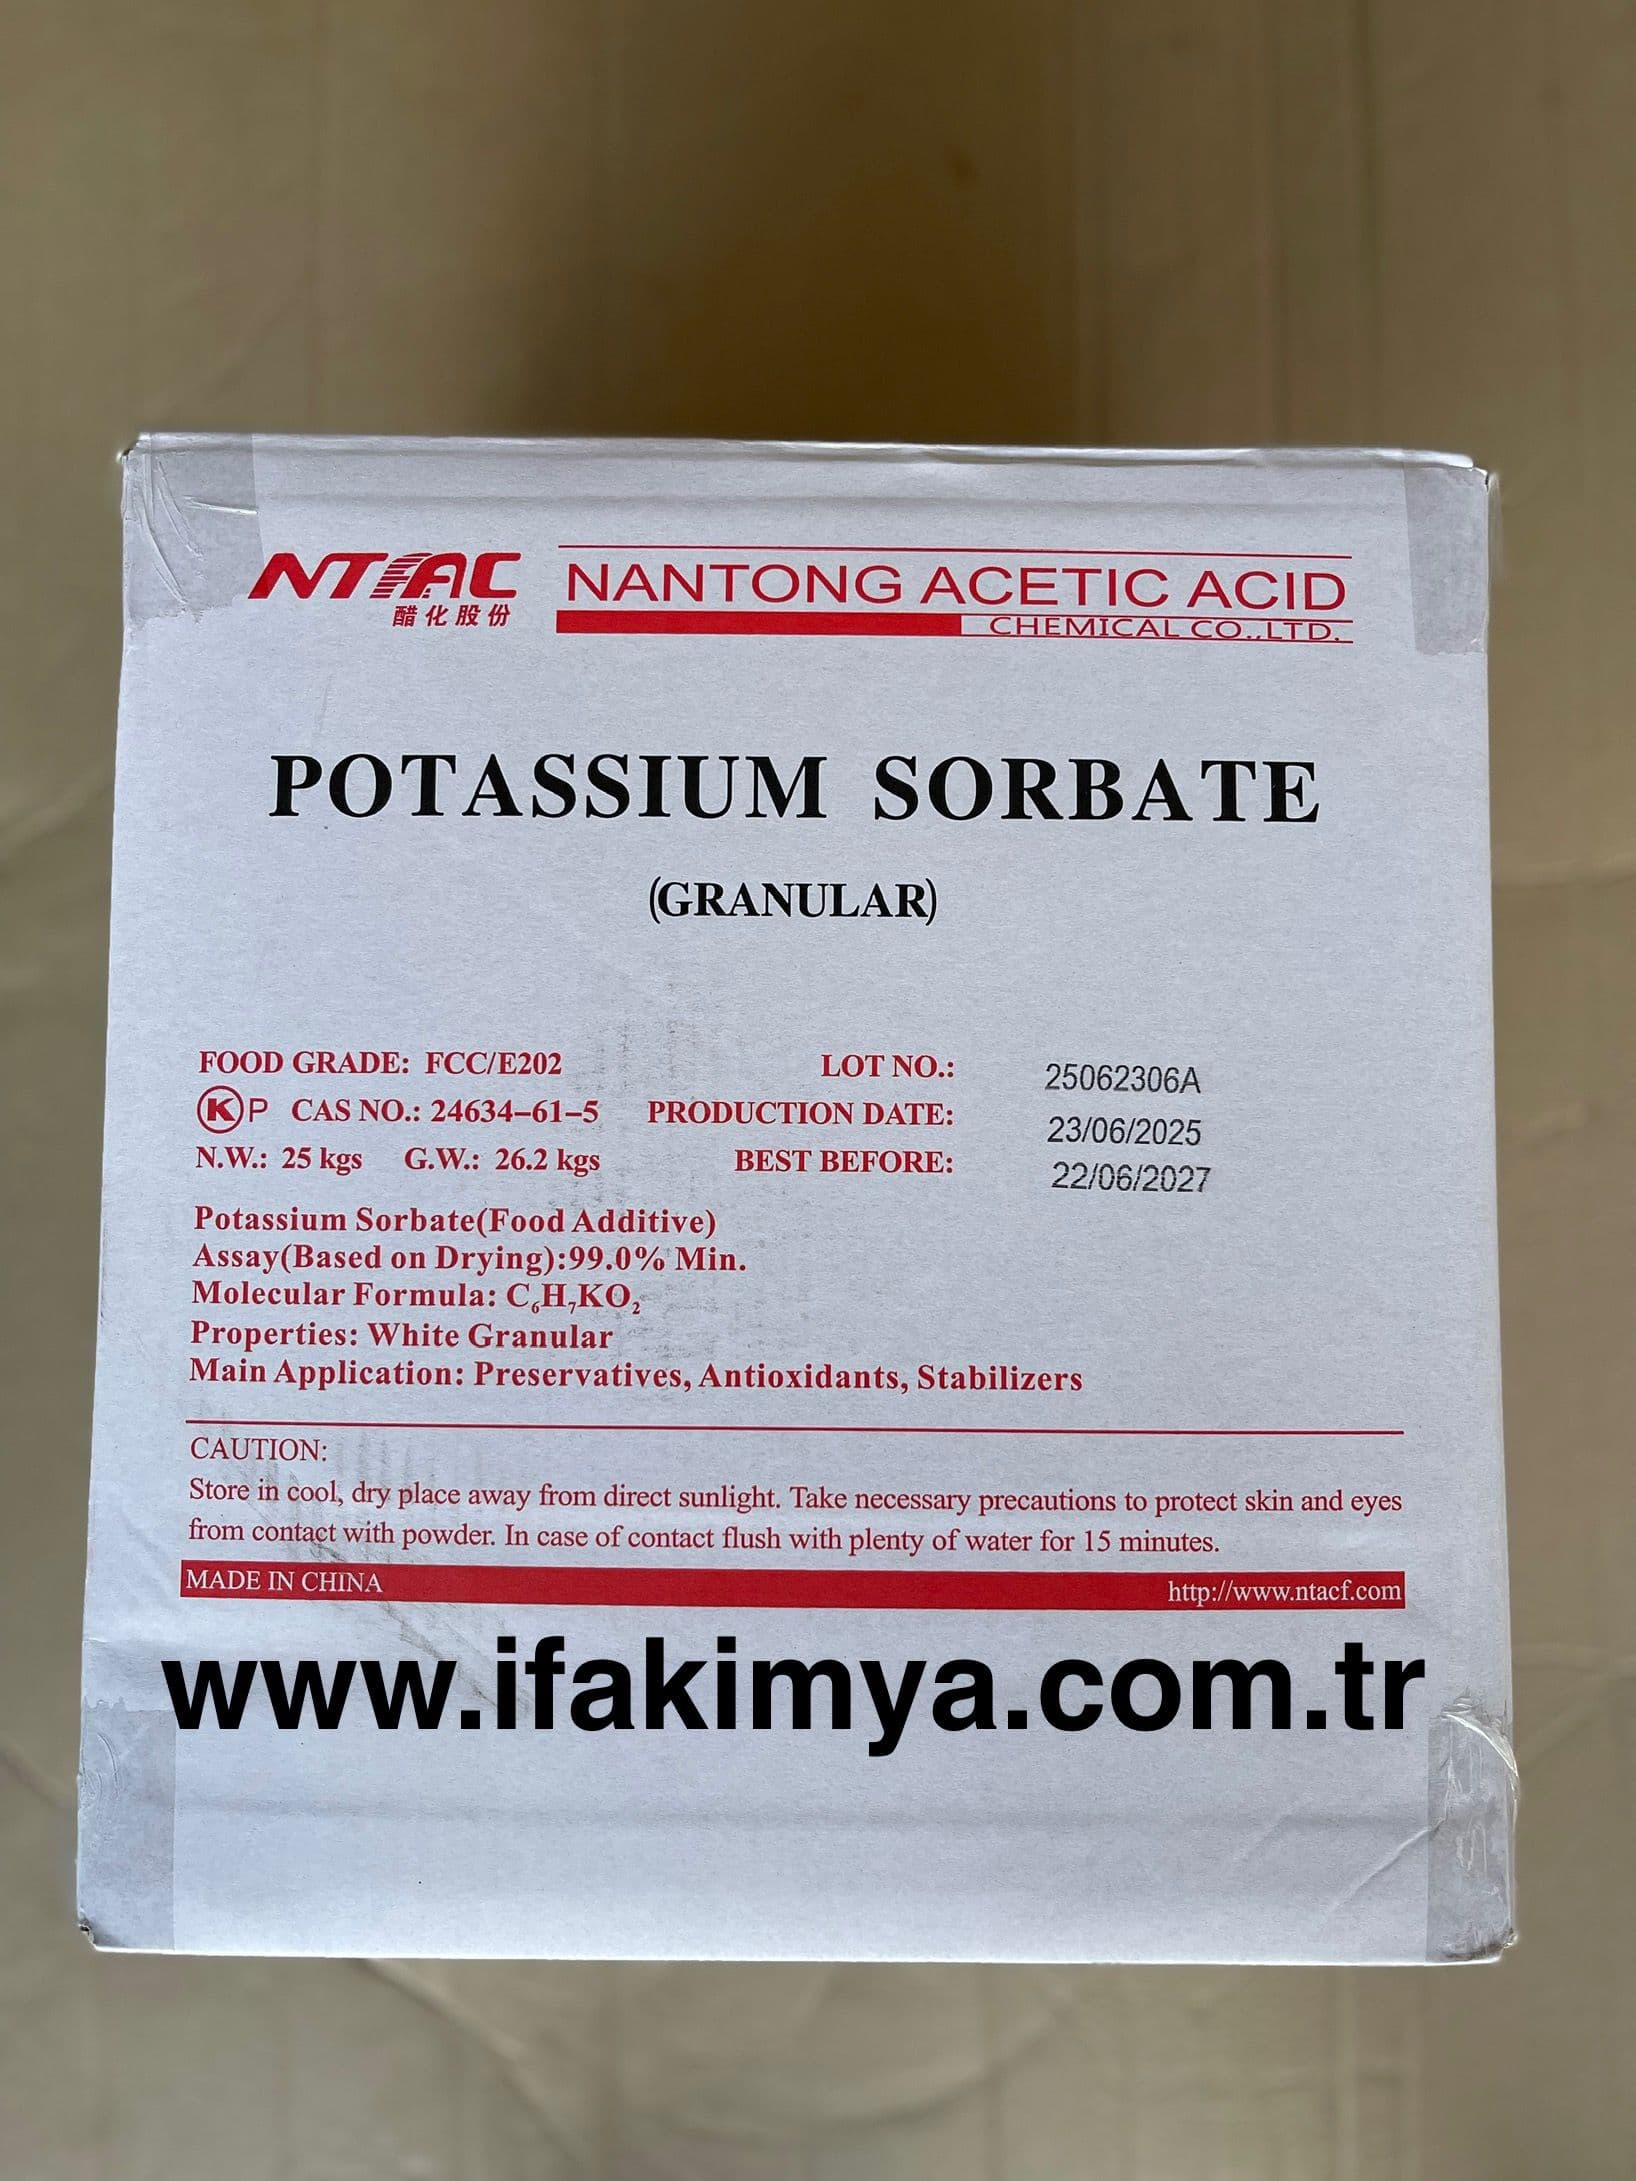 NTAC
醋化股份
NANTONG ACETIC ACID
CHEMICAL CO.,LTD.
POTASSIUM SORBATE
(GRANULAR)
FOOD GRADE: FCC/E202
LOT NO.: 25062306A
K P CAS NO.: 24634–61–5
PRODUCTION DATE: 23/06/2025
N.W.: 25 kgs G.W.: 26.2 kgs
BEST BEFORE: 22/06/2027
Potassium Sorbate(Food Additive)
Assay(Based on Drying):99.0% Min.
Molecular Formula: C₆H₇KO₂
Properties: White Granular
Main Application: Preservatives, Antioxidants, Stabilizers
CAUTION:
Store in cool, dry place away from direct sunlight. Take necessary precautions to protect skin and eyes
from contact with powder. In case of contact flush with plenty of water for 15 minutes.
MADE IN CHINA
http://www.ntacf.com
www.ifakimya.com.tr